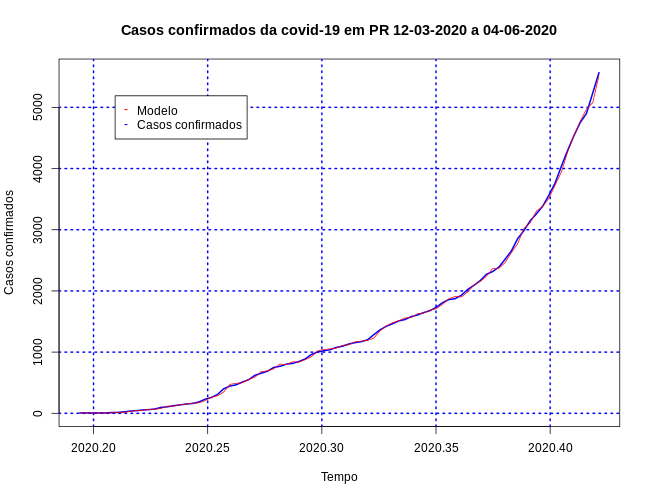 Casos confirmados da covid-19 em PR 12-03-2020 a 04-06-2020
Casos confirmados
5000
4000
3000
2000
1000
0
- Modelo
- Casos confirmados
2020.20 2020.25 2020.30 2020.35 2020.40
Tempo